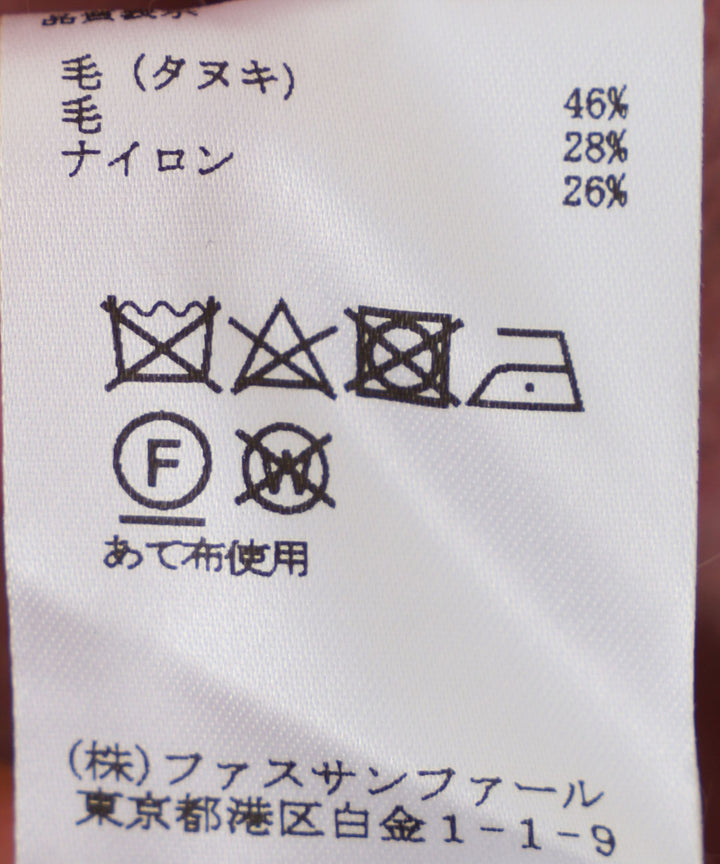 毛（タヌキ） 46%
毛 28%
ナイロン 26%
F W
あて布使用
(株)ファスサンファール
東京都港区白金1-1-9